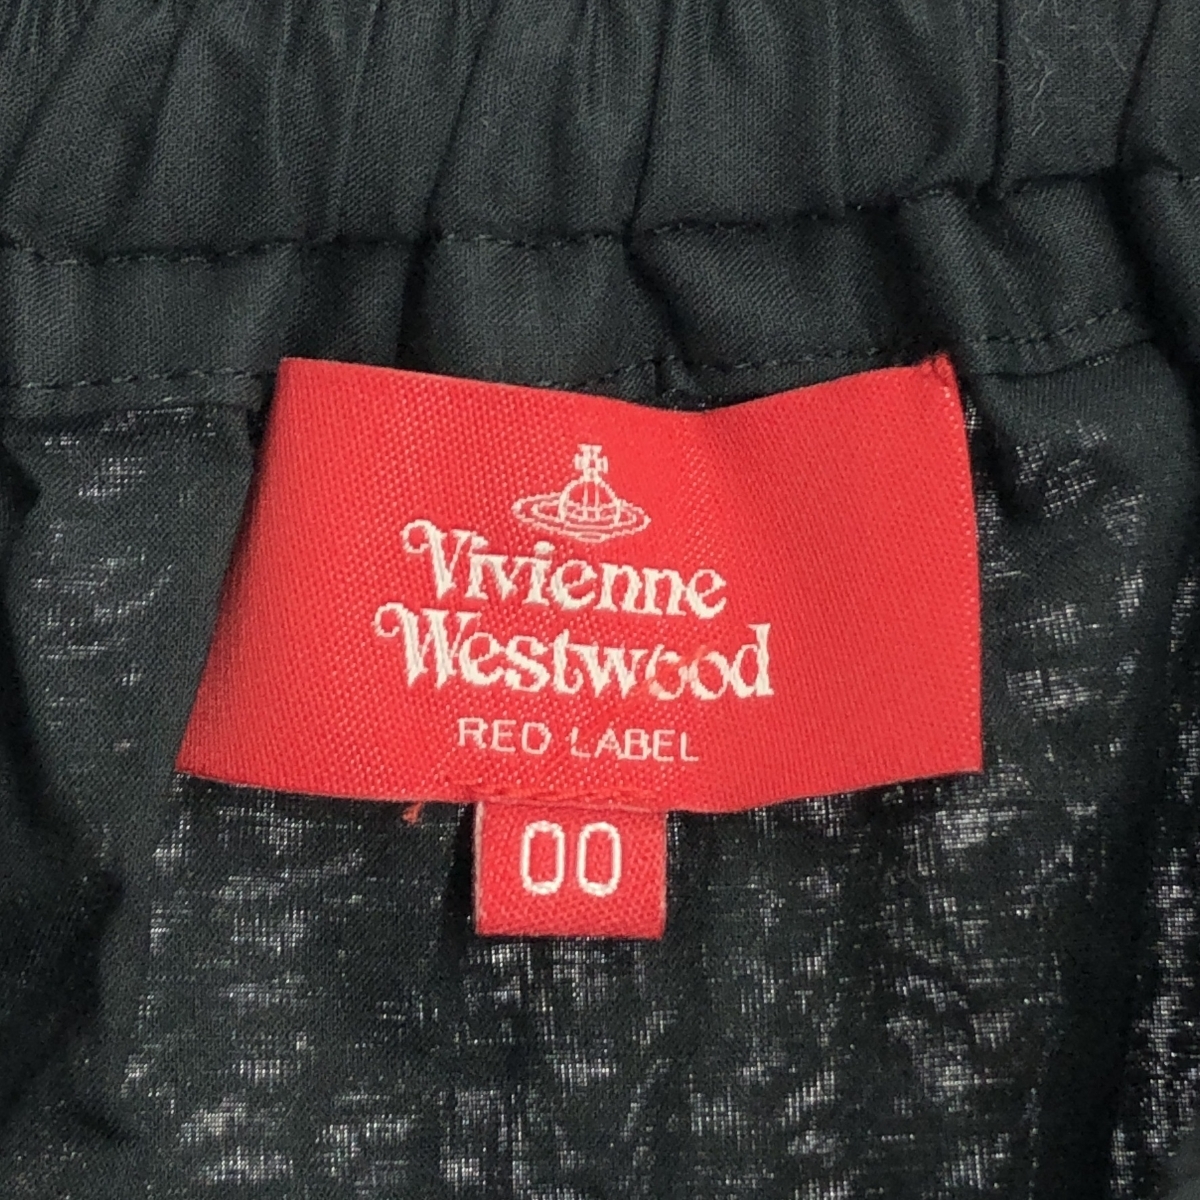 Vivienne
Westwood
RED LABEL
00